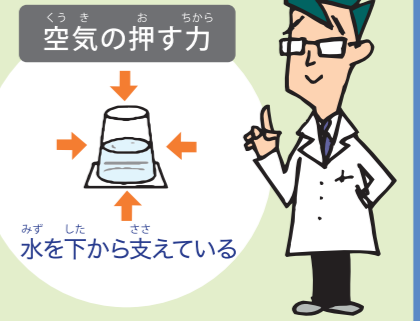 くうき お ちから
空気の押す力
みず した ささ
水を下から支えている